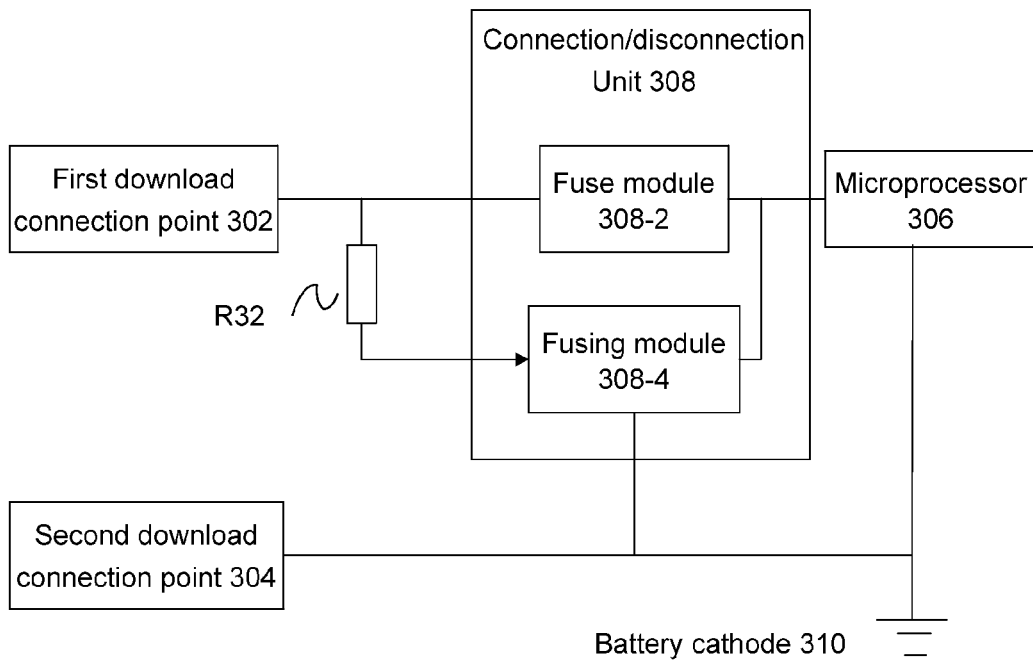 Connection/disconnection
Unit 308
First download
connection point 302
Fuse module
308-2
Microprocessor
306
R32
Fusing module
308-4
Second download
connection point 304
Battery cathode 310